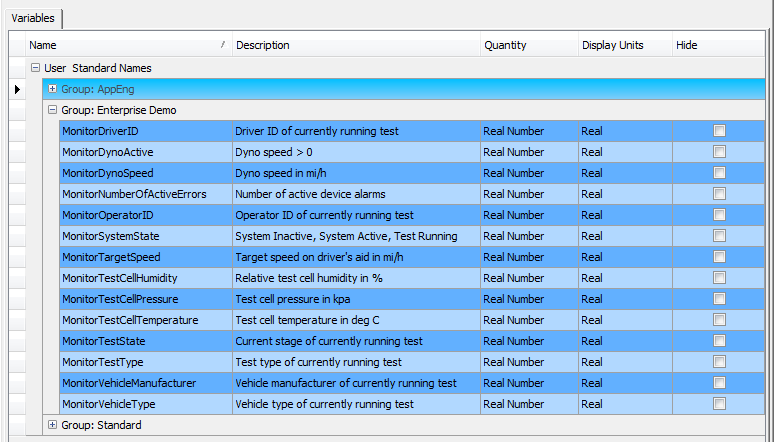 Variables
Name Description Quantity Display Units Hide
User Standard Names
Group: AppEng
Group: Enterprise Demo
MonitorDriverID Driver ID of currently running test Real Number Real
MonitorDynoActive Dyno speed > 0 Real Number Real
MonitorDynoSpeed Dyno speed in mi/h Real Number Real
MonitorNumberOfActiveErrors Number of active device alarms Real Number Real
MonitorOperatorID Operator ID of currently running test Real Number Real
MonitorSystemState System Inactive, System Active, Test Running Real Number Real
MonitorTargetSpeed Target speed on driver's aid in mi/h Real Number Real
MonitorTestCellHumidity Relative test cell humidity in % Real Number Real
MonitorTestCellPressure Test cell pressure in kpa Real Number Real
MonitorTestCellTemperature Test cell temperature in deg C Real Number Real
MonitorTestState Current stage of currently running test Real Number Real
MonitorTestType Test type of currently running test Real Number Real
MonitorVehicleManufacturer Vehicle manufacturer of currently running test Real Number Real
MonitorVehicleType Vehicle type of currently running test Real Number Real
Group: Standard